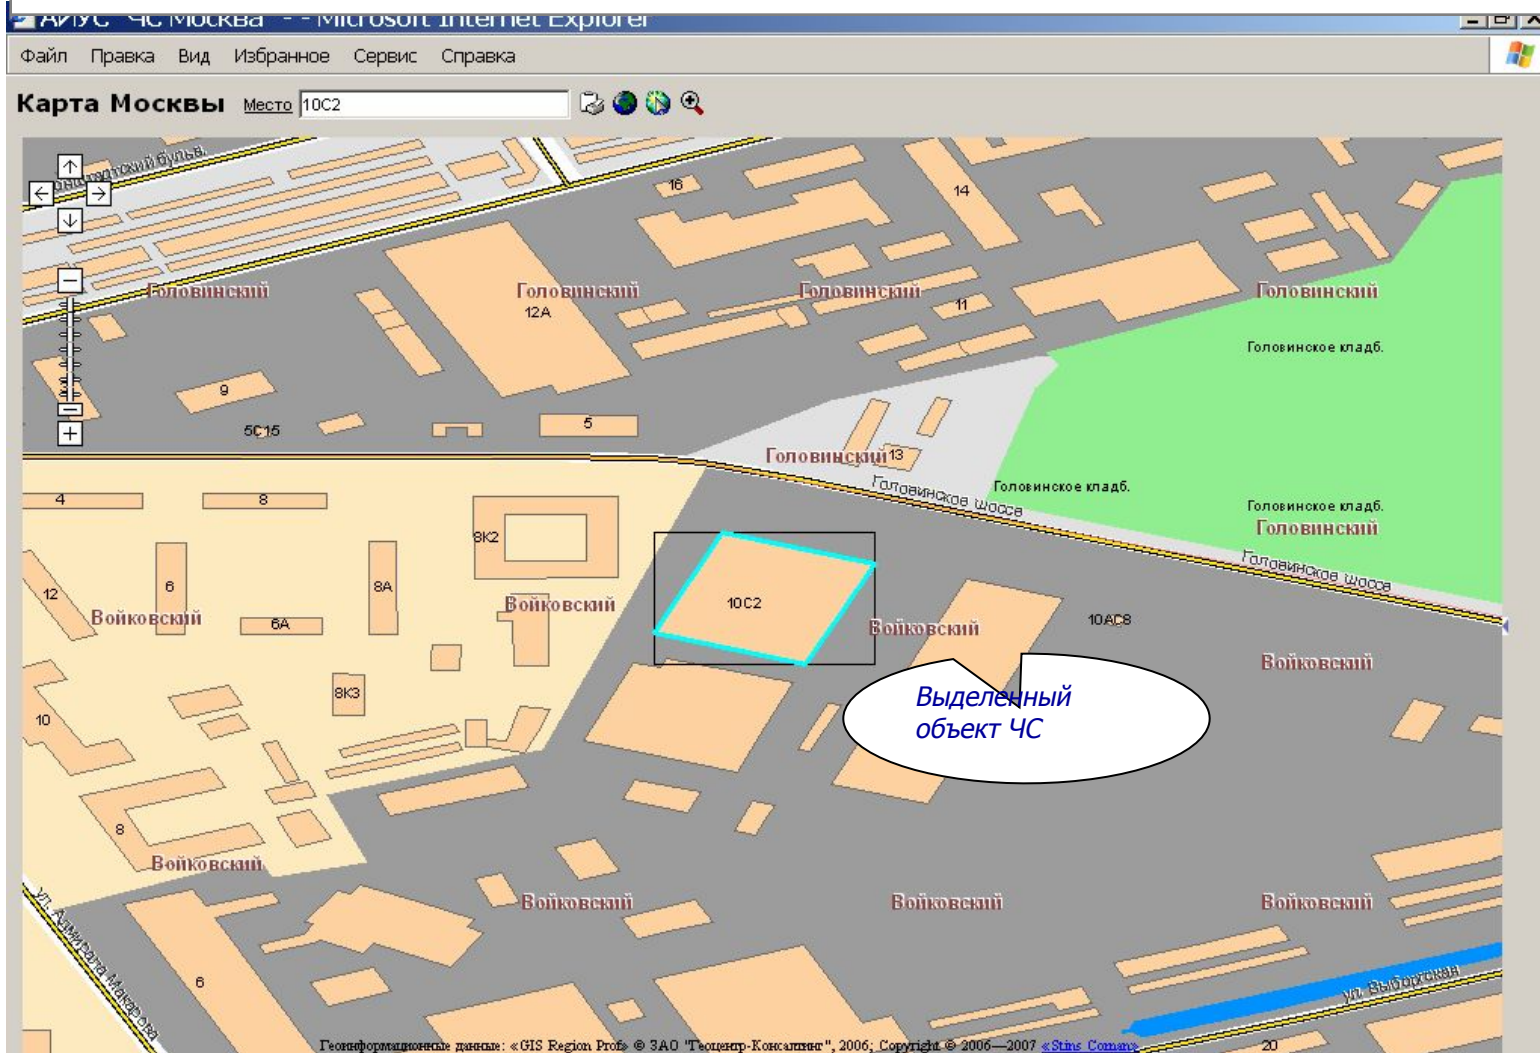 АИУС "ЧС Москва" - - Microsoft Internet Explorer
Файл Правка Вид Избранное Сервис Справка
Карта Москвы Место 10С2
бульв.
16
14
Головинский Головинский Головинский Головинский
12А
11
Головинское кладб.
3
9
5С15
5
Головинский 13
Головинское шоссе
Головинское кладб.
Головинское кладб.
Головинский
Головинское шоссе
4
8
8К2
12
6
8А
6А
Войковский
Войковский
10С2
Войковский
10АС8
Войковский
Выделенный
объект ЧС
8К3
10
8
Войковский
Войковский
Войковский
Войковский
ул. Адмирала Макарова
6
ул. Выборгская
20
Геоинформационные данные: «GIS Region Prof» © ЗАО "Геоцентр-Консалтинг", 2006; Copyright © 2006—2007 «Stins Coman»